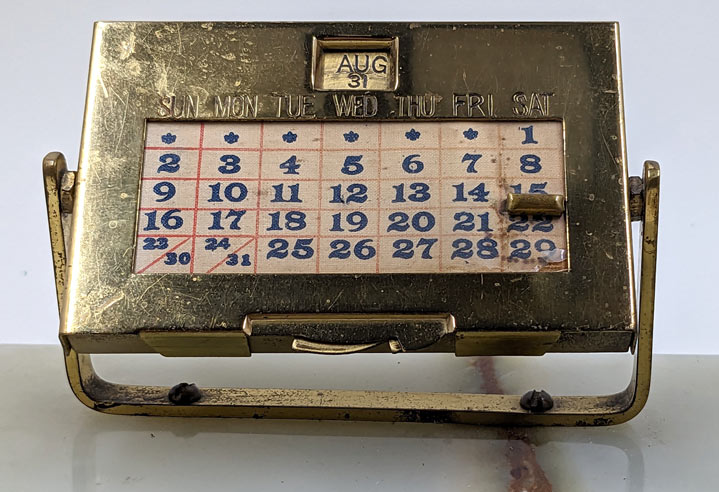 AUG
31
SUN MON TUE WED THU FRI SAT
1
2 3 4 5 6 7 8
9 10 11 12 13 14 15
16 17 18 19 20 21 22
23/30 24/31 25 26 27 28 29